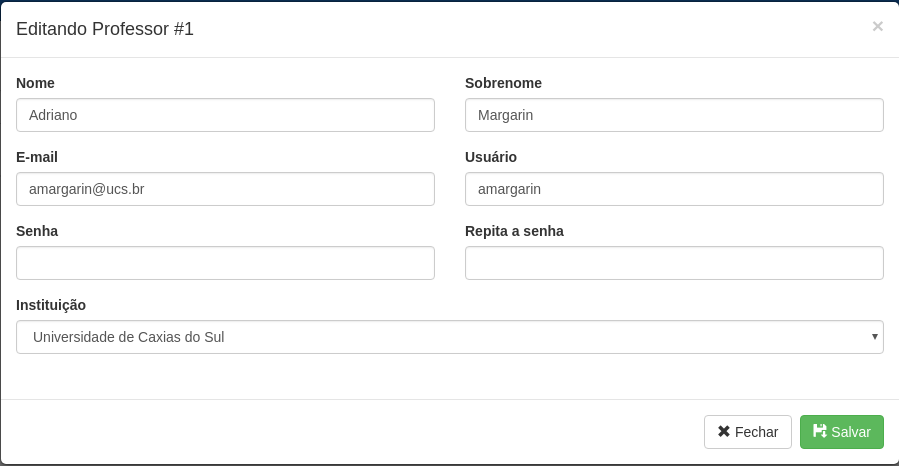 Editando Professor #1
×
Nome
Sobrenome
Adriano
Margarin
E-mail
Usuário
amargarin@ucs.br
amargarin
Senha
Repita a senha
Instituição
Universidade de Caxias do Sul
Fechar
Salvar